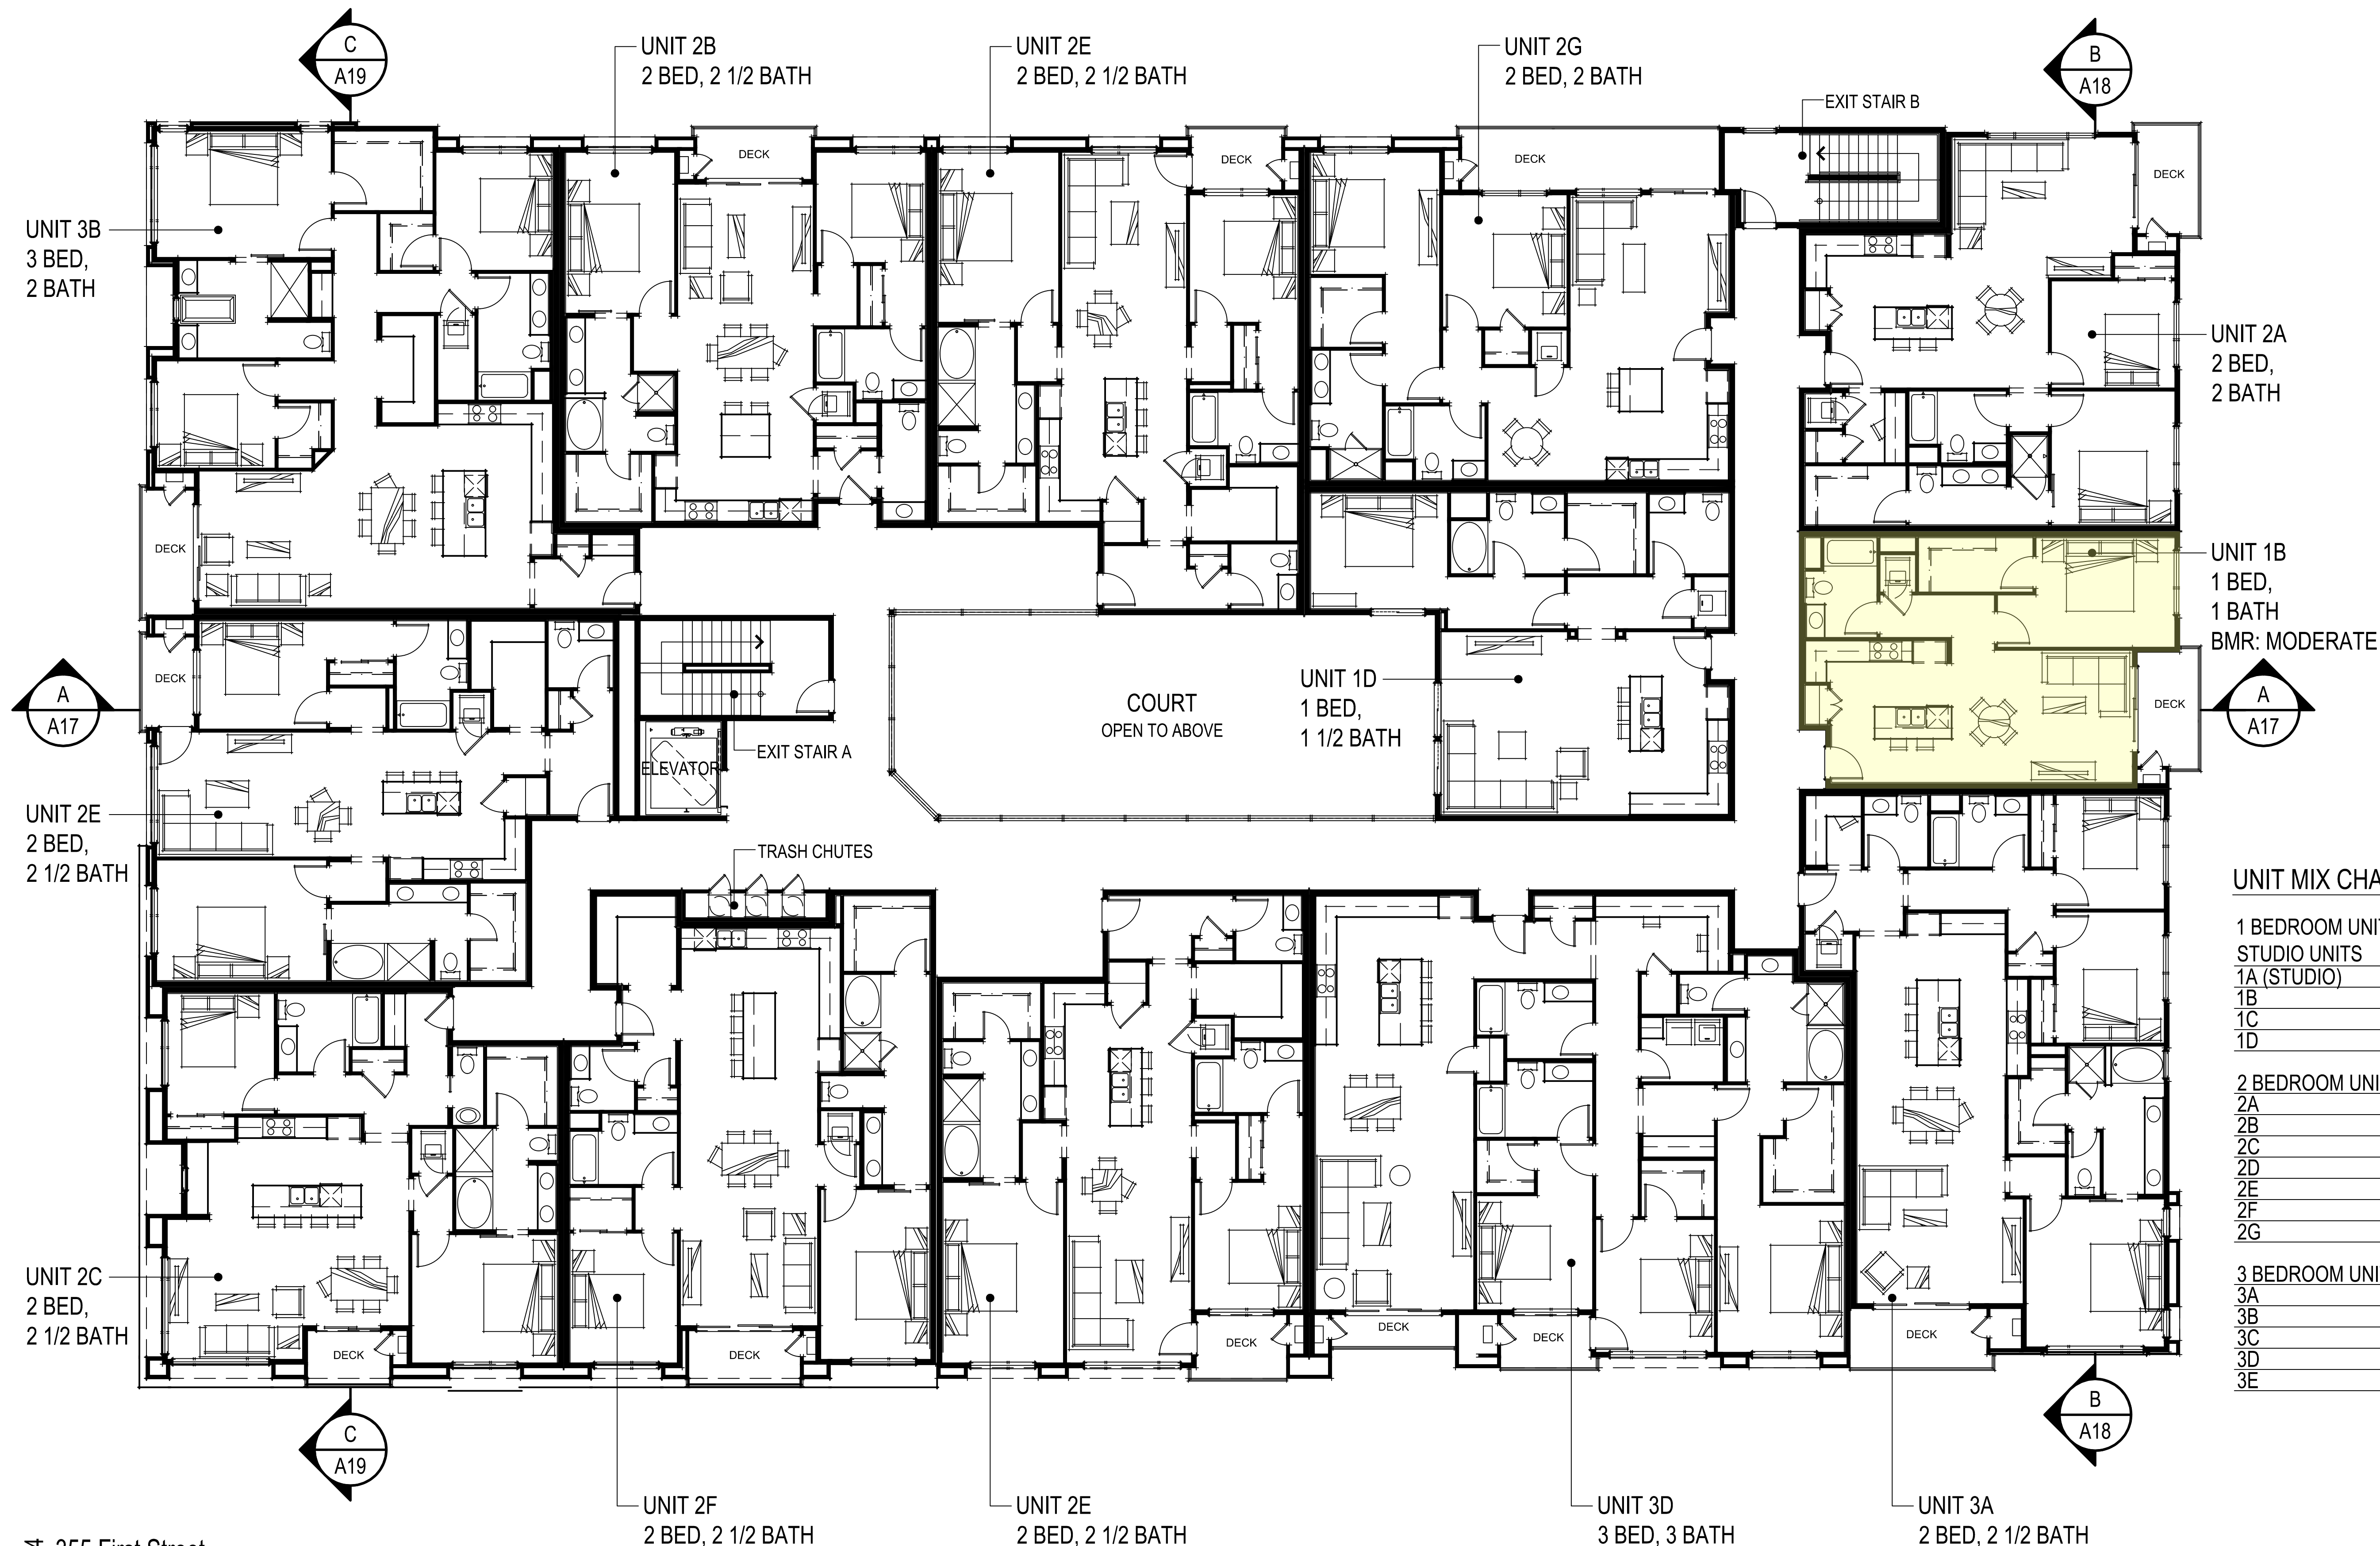 C
A19
UNIT 2B
2 BED, 2 1/2 BATH
UNIT 2E
2 BED, 2 1/2 BATH
UNIT 2G
2 BED, 2 BATH
B
A18
EXIT STAIR B
DECK
DECK
DECK
DECK
UNIT 3B
3 BED,
2 BATH
UNIT 2A
2 BED,
2 BATH
DECK
UNIT 1B
1 BED,
1 BATH
BMR: MODERATE
DECK
A
A17
UNIT 1D
1 BED,
1 1/2 BATH
COURT
OPEN TO ABOVE
DECK
A
A17
EXIT STAIR A
ELEVATOR
UNIT 2E
2 BED,
2 1/2 BATH
TRASH CHUTES
UNIT MIX CHA
1 BEDROOM UNIT
STUDIO UNITS
1A (STUDIO)
1B
1C
1D
2 BEDROOM UNI
2A
2B
2C
2D
2E
2F
2G
3 BEDROOM UNI
3A
3B
3C
3D
3E
UNIT 2C
2 BED,
2 1/2 BATH
DECK
DECK
DECK
DECK
DECK
DECK
C
A19
B
A18
UNIT 2F
2 BED, 2 1/2 BATH
UNIT 2E
2 BED, 2 1/2 BATH
UNIT 3D
3 BED, 3 BATH
UNIT 3A
2 BED, 2 1/2 BATH
355 First Street